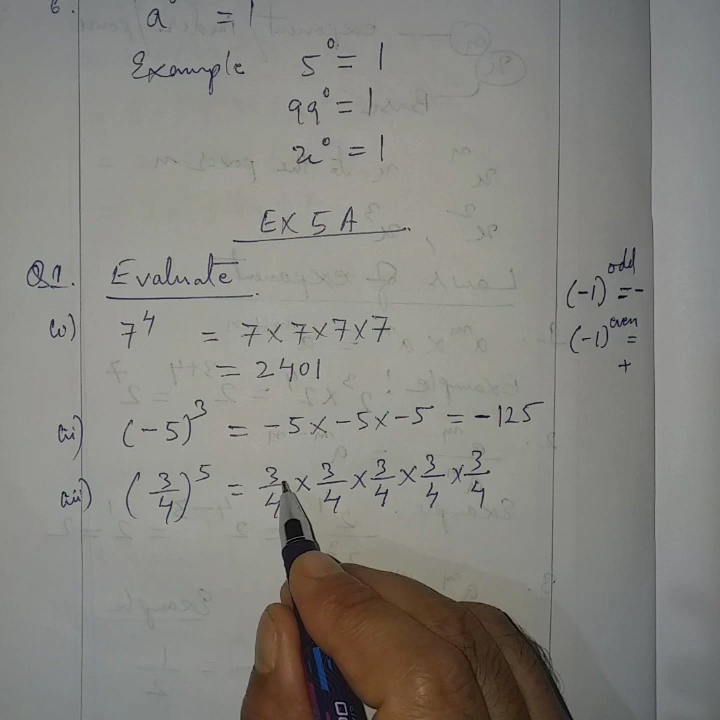 6. a° = 1
Example 5° = 1
99° = 1
x° = 1
EX 5A
Q1. Evaluate
(i) 7⁴ = 7×7×7×7
= 2401
(ii) (-5)³ = -5×-5×-5 = -125
(iii) (3/4)⁵ = 3/4 × 3/4 × 3/4 × 3/4 × 3/4
(-1)^odd = -
(-1)^even =
+